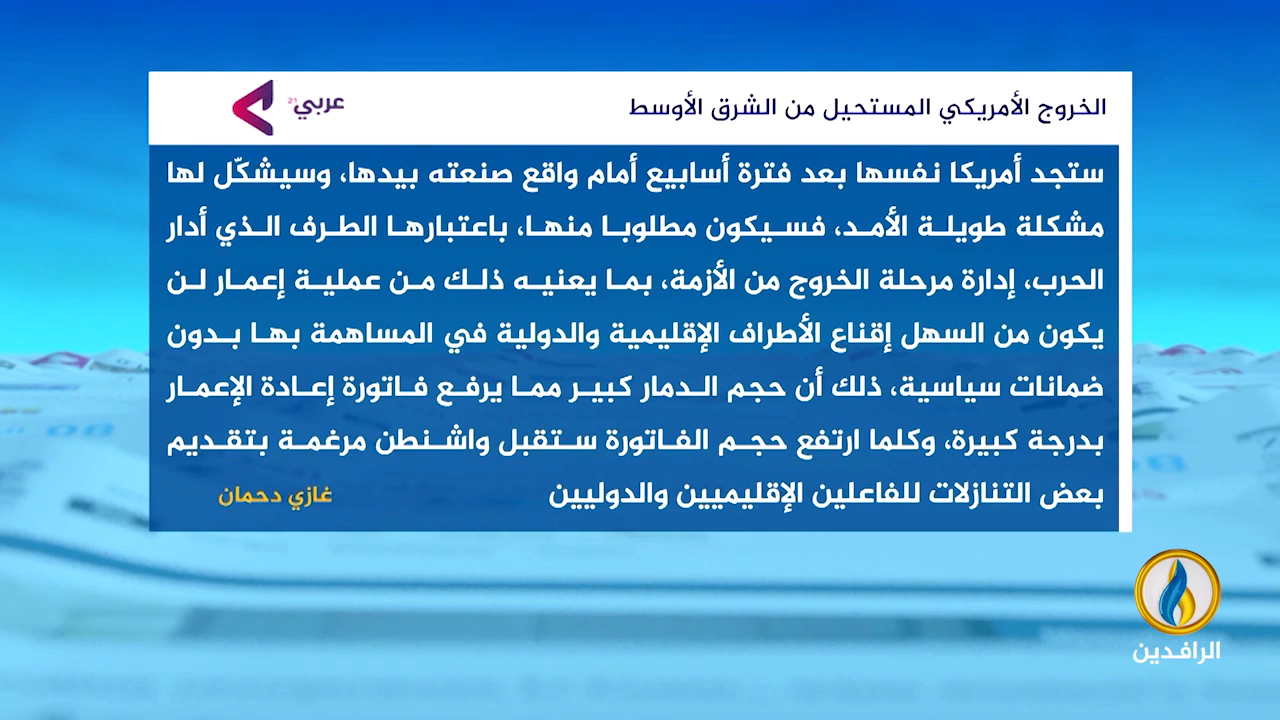 الخروج الأمريكي المستحيل من الشرق الأوسط
عربي21
ستجد أمريكا نفسها بعد فترة أسابيع أمام واقع صنعته بيدها، وسيشكّل لها
مشكلة طويلة الأمد، فسيكون مطلوبا منها، باعتبارها الطرف الذي أدار
الحرب، إدارة مرحلة الخروج من الأزمة، بما يعنيه ذلك من عملية إعمار لن
يكون من السهل إقناع الأطراف الإقليمية والدولية في المساهمة بها بدون
ضمانات سياسية، ذلك أن حجم الدمار كبير مما يرفع فاتورة إعادة الإعمار
بدرجة كبيرة، وكلما ارتفع حجم الفاتورة ستقبل واشنطن مرغمة بتقديم
بعض التنازلات للفاعلين الإقليميين والدوليين
غازي دحمان
الرافدين